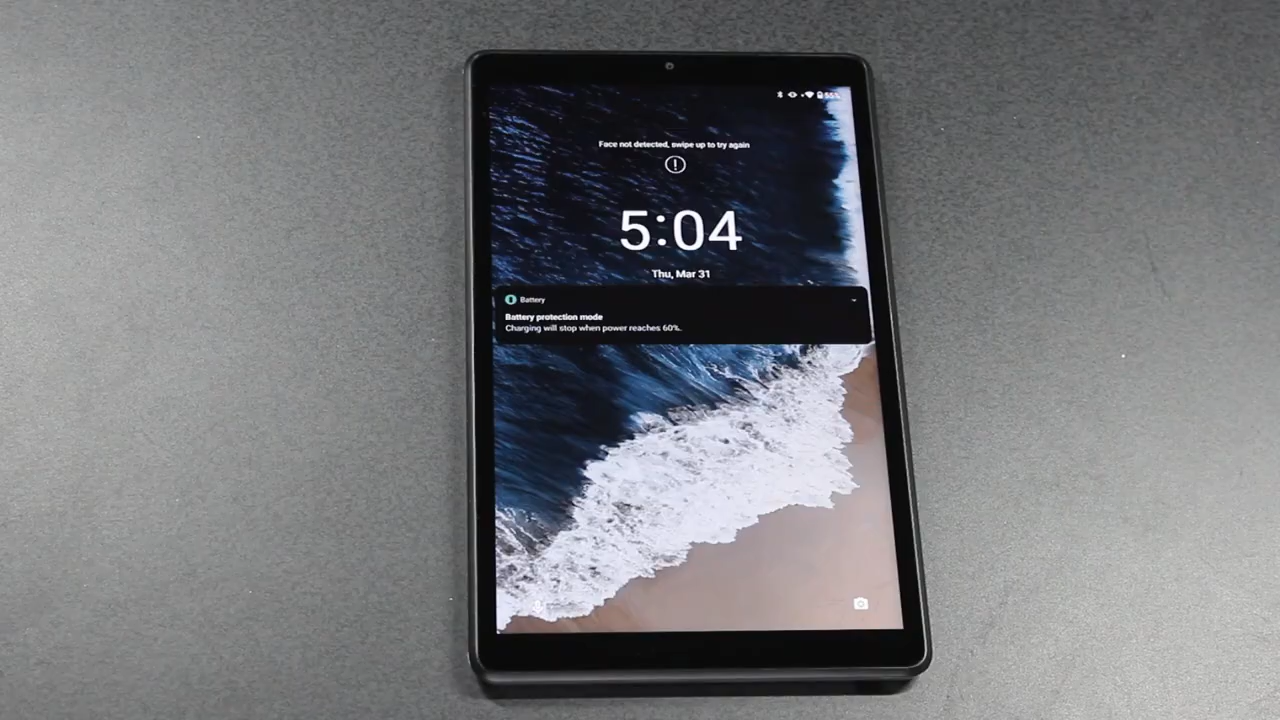 55%
Face not detected, swipe up to try again
5:04
Thu, Mar 31
Battery
Battery protection mode
Charging will stop when power reaches 60%.